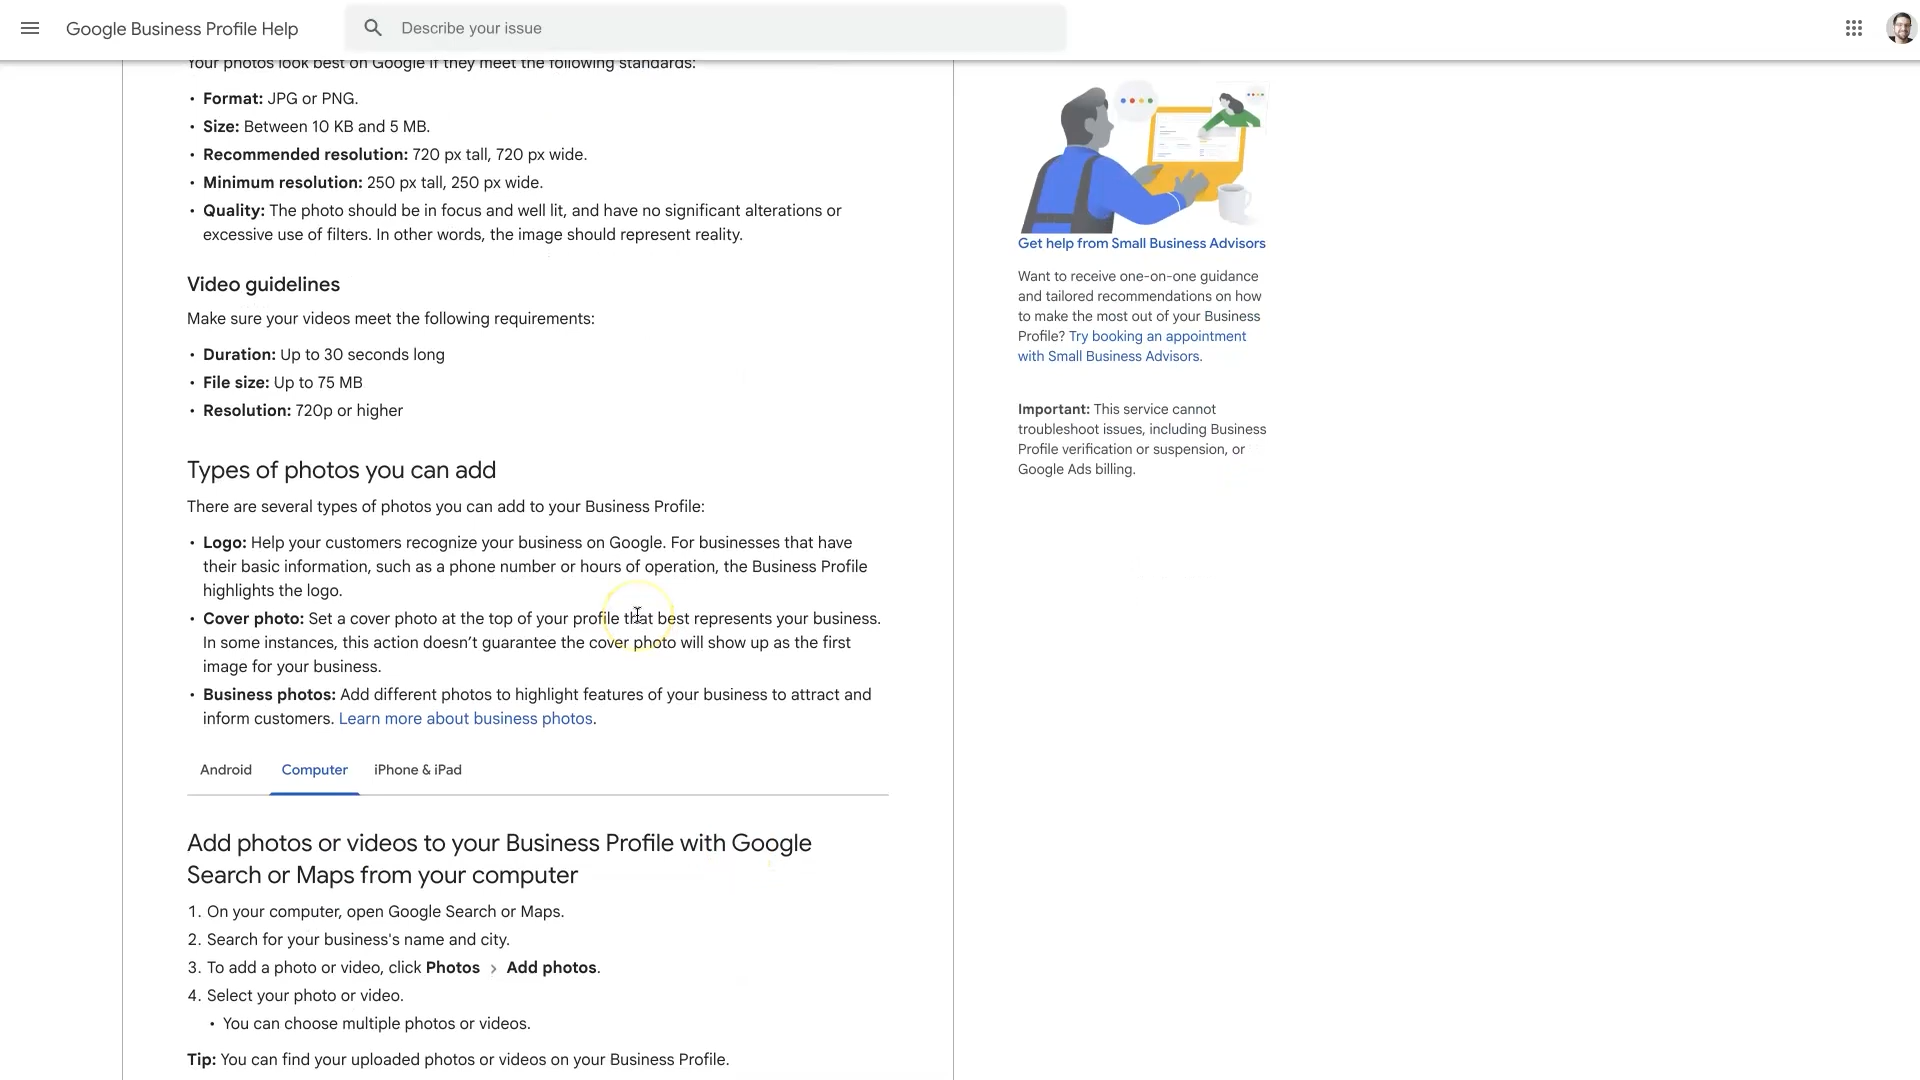 Google Business Profile Help
Describe your issue
Your photos look best on Google if they meet the following standards:
• Format: JPG or PNG.
• Size: Between 10 KB and 5 MB.
• Recommended resolution: 720 px tall, 720 px wide.
• Minimum resolution: 250 px tall, 250 px wide.
• Quality: The photo should be in focus and well lit, and have no significant alterations or
excessive use of filters. In other words, the image should represent reality.
Video guidelines
Make sure your videos meet the following requirements:
• Duration: Up to 30 seconds long
• File size: Up to 75 MB
• Resolution: 720p or higher
Types of photos you can add
There are several types of photos you can add to your Business Profile:
• Logo: Help your customers recognize your business on Google. For businesses that have
their basic information, such as a phone number or hours of operation, the Business Profile
highlights the logo.
• Cover photo: Set a cover photo at the top of your profile that best represents your business.
In some instances, this action doesn’t guarantee the cover photo will show up as the first
image for your business.
• Business photos: Add different photos to highlight features of your business to attract and
inform customers. Learn more about business photos.
Android Computer iPhone & iPad
Add photos or videos to your Business Profile with Google
Search or Maps from your computer
1. On your computer, open Google Search or Maps.
2. Search for your business's name and city.
3. To add a photo or video, click Photos > Add photos.
4. Select your photo or video.
• You can choose multiple photos or videos.
Tip: You can find your uploaded photos or videos on your Business Profile.
Get help from Small Business Advisors
Want to receive one-on-one guidance
and tailored recommendations on how
to make the most out of your Business
Profile? Try booking an appointment
with Small Business Advisors.
Important: This service cannot
troubleshoot issues, including Business
Profile verification or suspension, or
Google Ads billing.